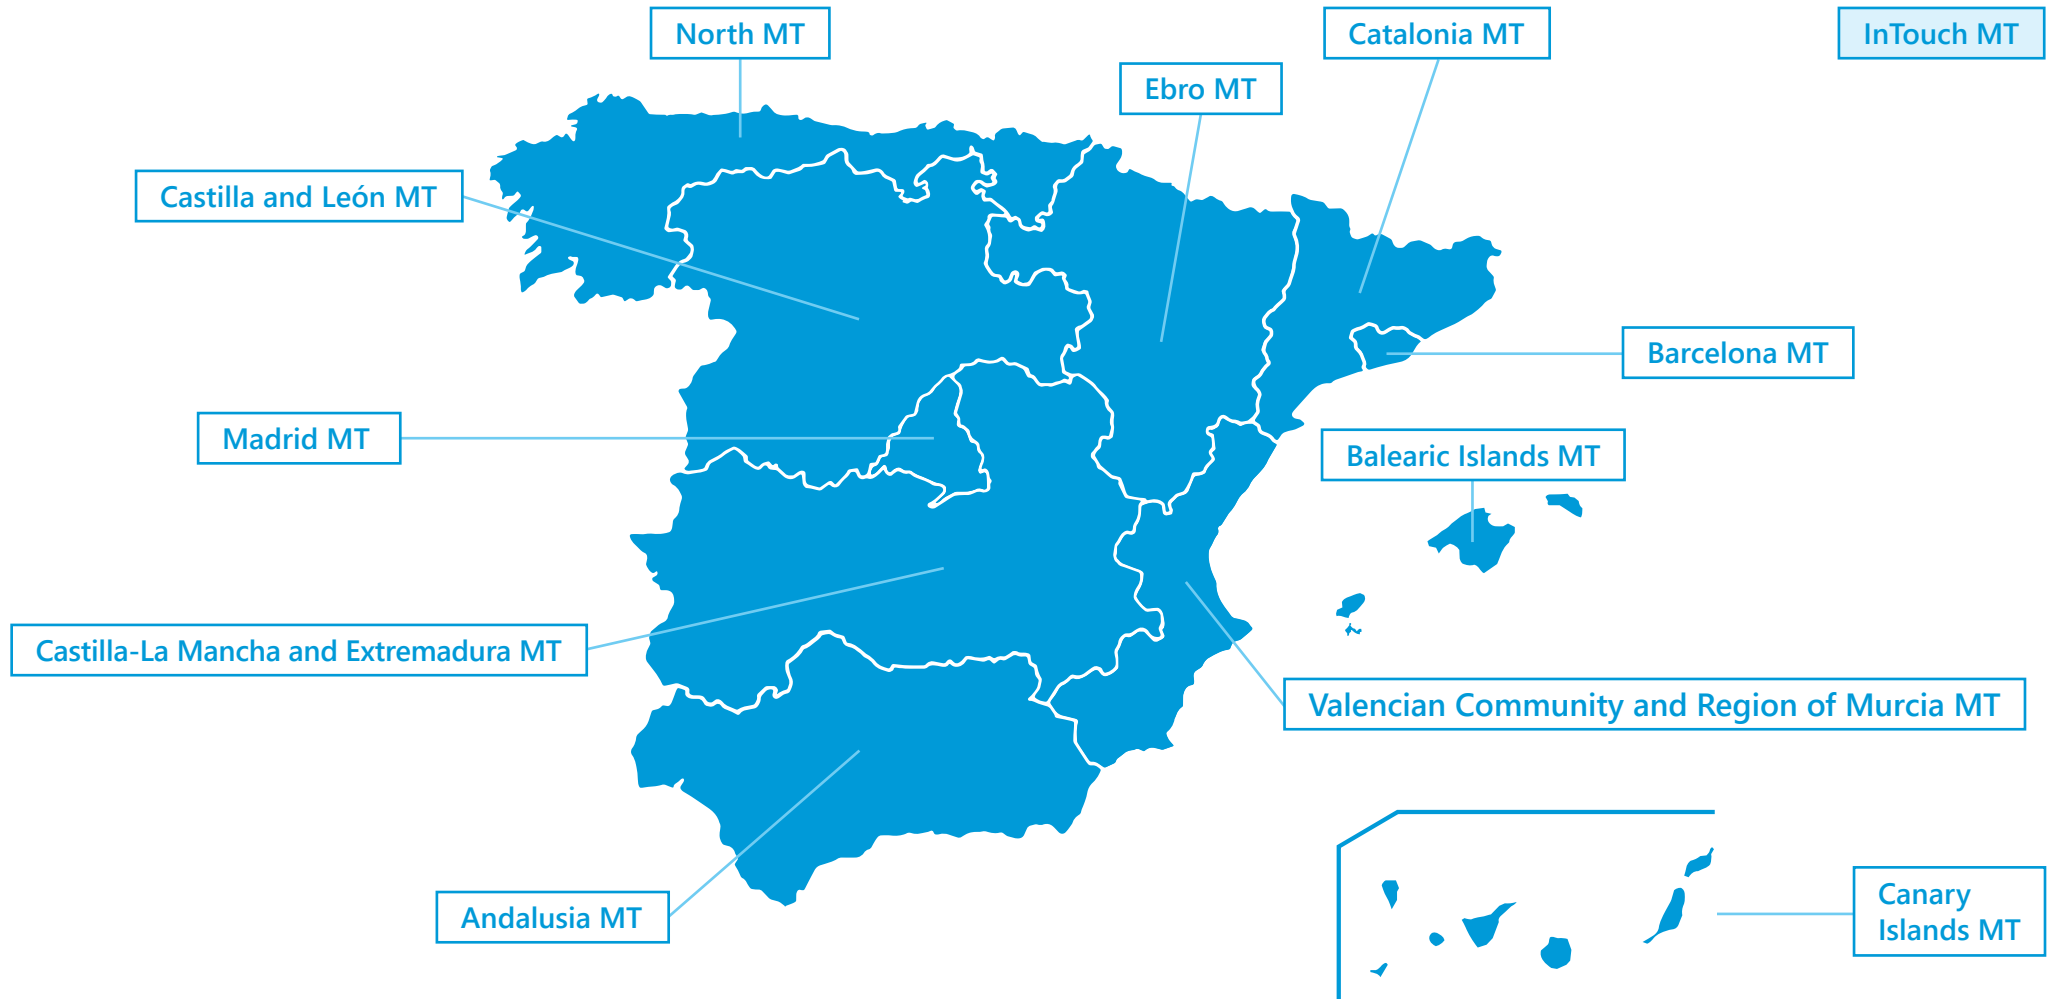 North MT
Catalonia MT
InTouch MT
Ebro MT
Castilla and León MT
Barcelona MT
Madrid MT
Balearic Islands MT
Castilla-La Mancha and Extremadura MT
Valencian Community and Region of Murcia MT
Andalusia MT
Canary
Islands MT